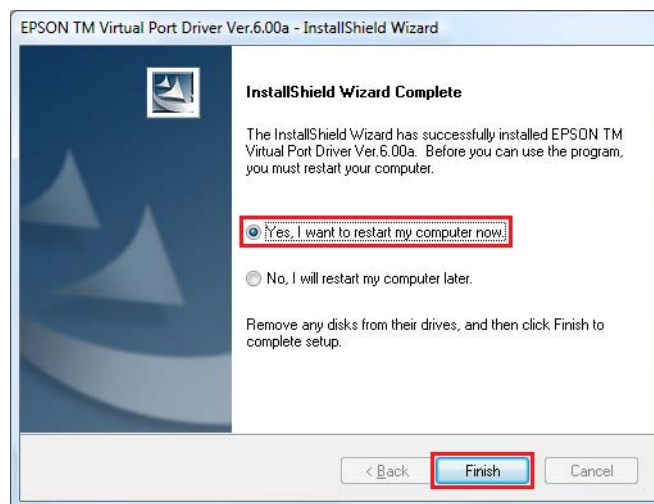 EPSON TM Virtual Port Driver Ver.6.00a - InstallShield Wizard
InstallShield Wizard Complete
The InstallShield Wizard has successfully installed EPSON TM
Virtual Port Driver Ver.6.00a. Before you can use the program,
you must restart your computer.
Yes, I want to restart my computer now.
No, I will restart my computer later.
Remove any disks from their drives, and then click Finish to
complete setup.
< Back
Finish
Cancel